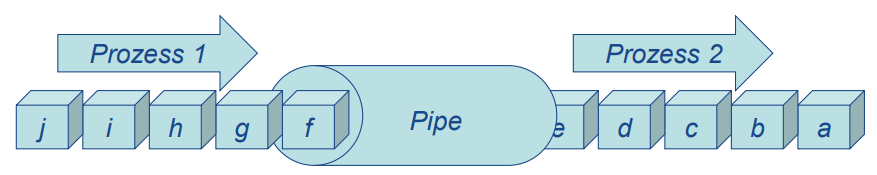 Prozess 1
Prozess 2
j i h g f Pipe e d c b a